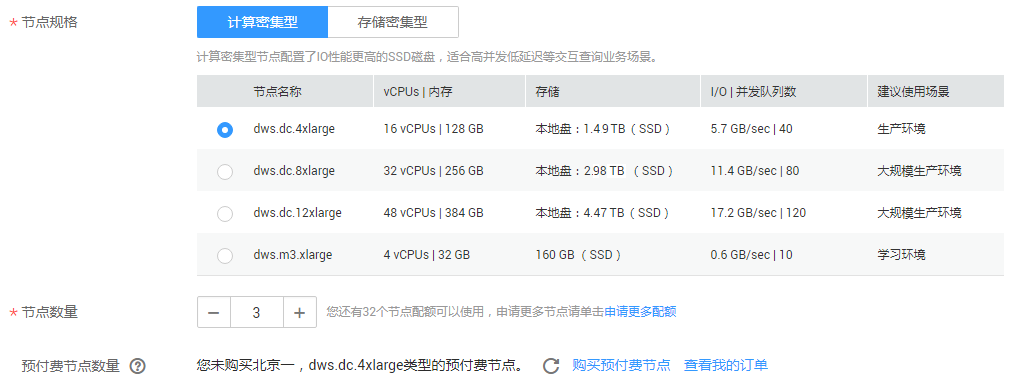 * 节点规格 计算密集型 存储密集型
计算密集型节点配置了IO性能更高的SSD磁盘，适合高并发低延迟等交互查询业务场景。
节点名称 vCPUs | 内存 存储 I/O | 并发队列数 建议使用场景
dws.dc.4xlarge 16 vCPUs | 128 GB 本地盘：1.49 TB（SSD） 5.7 GB/sec | 40 生产环境
dws.dc.8xlarge 32 vCPUs | 256 GB 本地盘：2.98 TB （SSD） 11.4 GB/sec | 80 大规模生产环境
dws.dc.12xlarge 48 vCPUs | 384 GB 本地盘：4.47 TB（SSD） 17.2 GB/sec | 120 大规模生产环境
dws.m3.xlarge 4 vCPUs | 32 GB 160 GB （SSD） 0.6 GB/sec | 10 学习环境
* 节点数量 − 3 + 您还有32个节点配额可以使用，申请更多节点请单击申请更多配额
预付费节点数量 ? 您未购买北京一，dws.dc.4xlarge类型的预付费节点。 购买预付费节点 查看我的订单